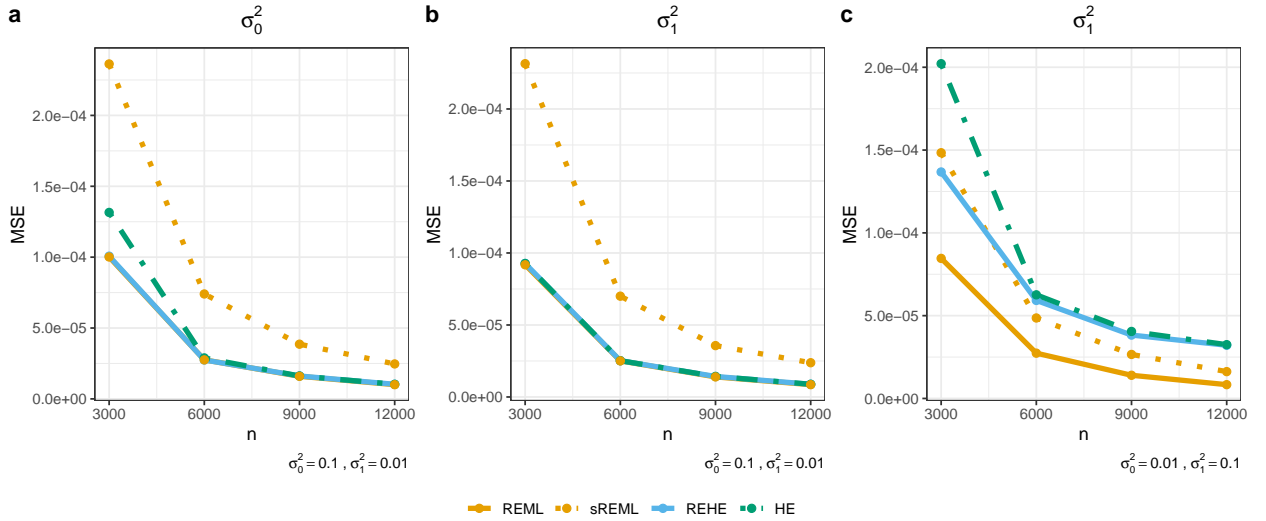 a
σ₀²
MSE
2.0e−04
1.5e−04
1.0e−04
5.0e−05
0.0e+00
3000 6000 9000 12000
n
σ₀² = 0.1 , σ₁² = 0.01
b
σ₁²
MSE
2.0e−04
1.5e−04
1.0e−04
5.0e−05
0.0e+00
3000 6000 9000 12000
n
σ₀² = 0.1 , σ₁² = 0.01
c
σ₁²
MSE
2.0e−04
1.5e−04
1.0e−04
5.0e−05
0.0e+00
3000 6000 9000 12000
n
σ₀² = 0.01 , σ₁² = 0.1
REML sREML REHE HE